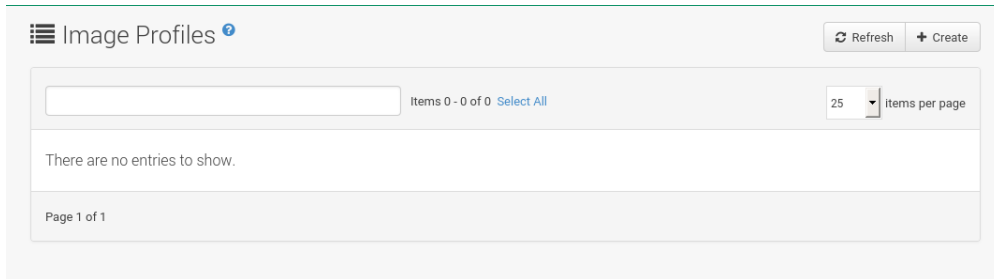 Image Profiles ?
Refresh Create
Items 0 - 0 of 0 Select All 25 items per page
There are no entries to show.
Page 1 of 1